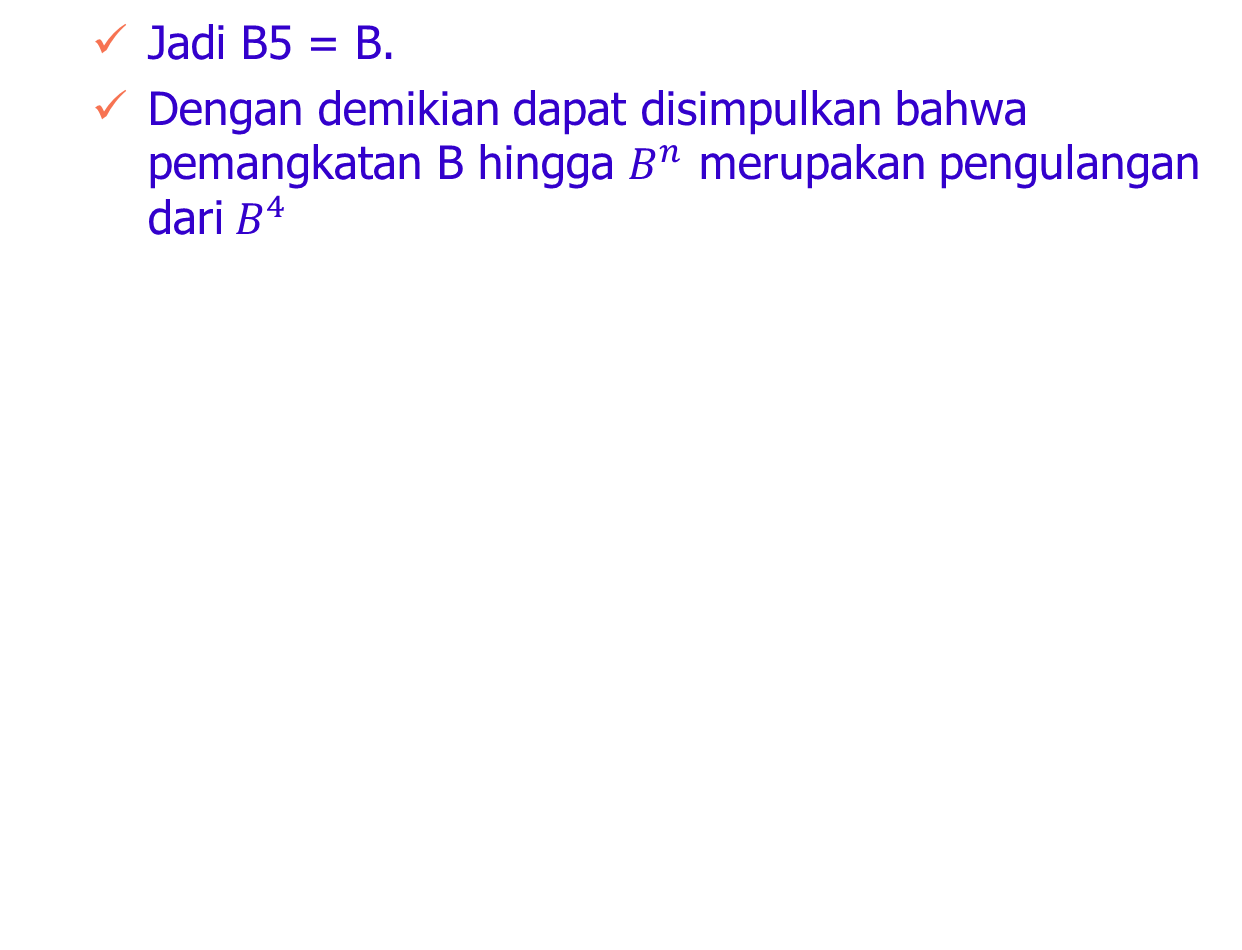 ✓ Jadi B5 = B.
✓ Dengan demikian dapat disimpulkan bahwa
pemangkatan B hingga Bⁿ merupakan pengulangan
dari B⁴